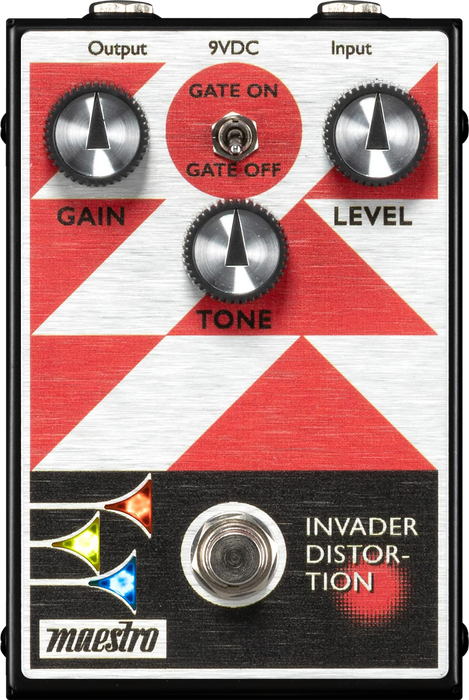 Output 9VDC Input
GATE ON
GATE OFF
GAIN
LEVEL
TONE
INVADER
DISTOR-
TION
maestro